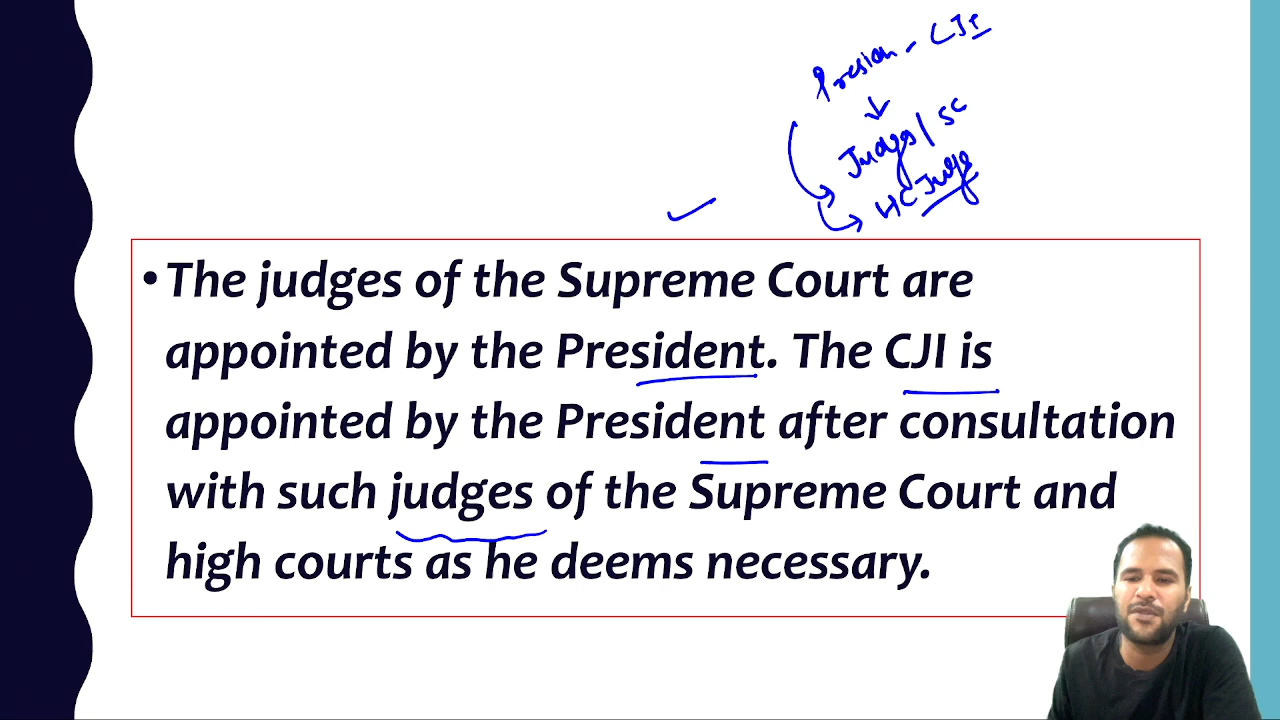 Presiden - CJI
Judges / SC
HC Judge
• The judges of the Supreme Court are
appointed by the President. The CJI is
appointed by the President after consultation
with such judges of the Supreme Court and
high courts as he deems necessary.